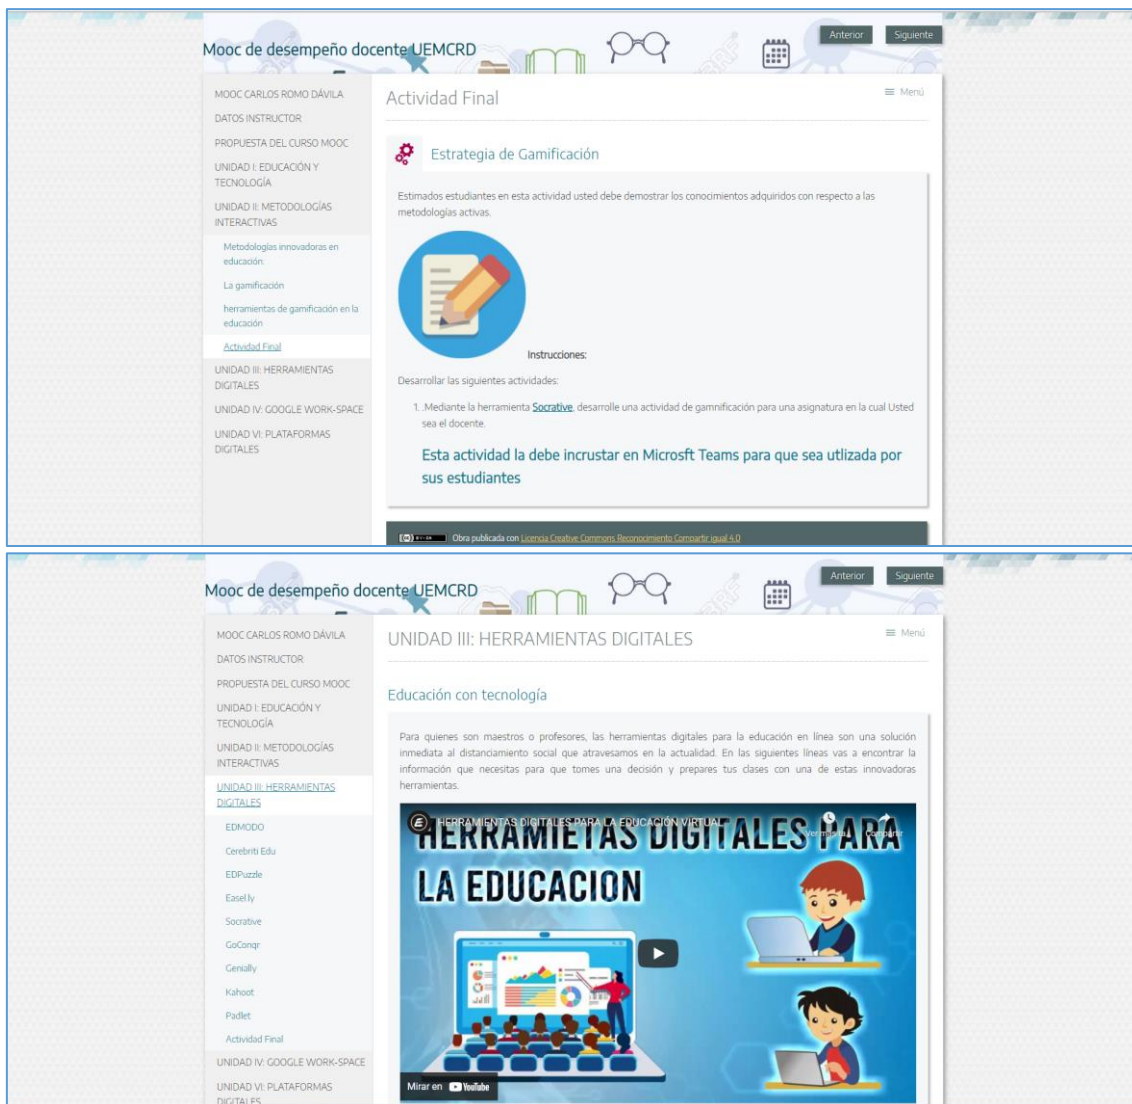 Mooc de desempeño docente UEMCRD
Anterior
Siguiente
MOOC CARLOS ROMO DÁVILA
DATOS INSTRUCTOR
PROPUESTA DEL CURSO MOOC
UNIDAD I: EDUCACIÓN Y
TECNOLOGÍA
UNIDAD II: METODOLOGÍAS
INTERACTIVAS
Metodologías innovadoras en
educación.
La gamificación
herramientas de gamificación en la
educación
Actividad Final
UNIDAD III: HERRAMIENTAS
DIGITALES
UNIDAD IV: GOOGLE WORK-SPACE
UNIDAD VI: PLATAFORMAS
DIGITALES
Actividad Final
Menú
Estrategia de Gamificación
Estimados estudiantes en esta actividad usted debe demostrar los conocimientos adquiridos con respecto a las
metodologías activas.
Instrucciones:
Desarrollar las siguientes actividades:
1. .Mediante la herramienta Socrative, desarrolle una actividad de gamnificación para una asignatura en la cual Usted
sea el docente.
Esta actividad la debe incrustar en Microsft Teams para que sea utlizada por
sus estudiantes
Obra publicada con Licencia Creative Commons Reconocimiento Compartir igual 4.0
Mooc de desempeño docente UEMCRD
Anterior
Siguiente
MOOC CARLOS ROMO DÁVILA
DATOS INSTRUCTOR
PROPUESTA DEL CURSO MOOC
UNIDAD I: EDUCACIÓN Y
TECNOLOGÍA
UNIDAD II: METODOLOGÍAS
INTERACTIVAS
UNIDAD III: HERRAMIENTAS
DIGITALES
EDMODO
Cerebriti Edu
EDPuzzle
Easel.ly
Socrative
GoConqr
Genially
Kahoot
Padlet
Actividad Final
UNIDAD IV: GOOGLE WORK-SPACE
UNIDAD VI: PLATAFORMAS
DIGITALES
UNIDAD III: HERRAMIENTAS DIGITALES
Menú
Educación con tecnología
Para quienes son maestros o profesores, las herramientas digitales para la educación en línea son una solución
inmediata al distanciamiento social que atravesamos en la actualidad. En las siguientes líneas vas a encontrar la
información que necesitas para que tomes una decisión y prepares tus clases con una de estas innovadoras
herramientas.
HERRAMIENTAS DIGITALES PARA LA EDUCACIÓN VIRTUAL
Compartir
HERRAMIETAS DIGITALES PARA
LA EDUCACION
Mirar en YouTube